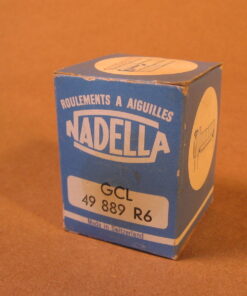 ROULEMENTS A AIGUILLES
NADELLA
GCL
49 889 R6
Made in Switzerland